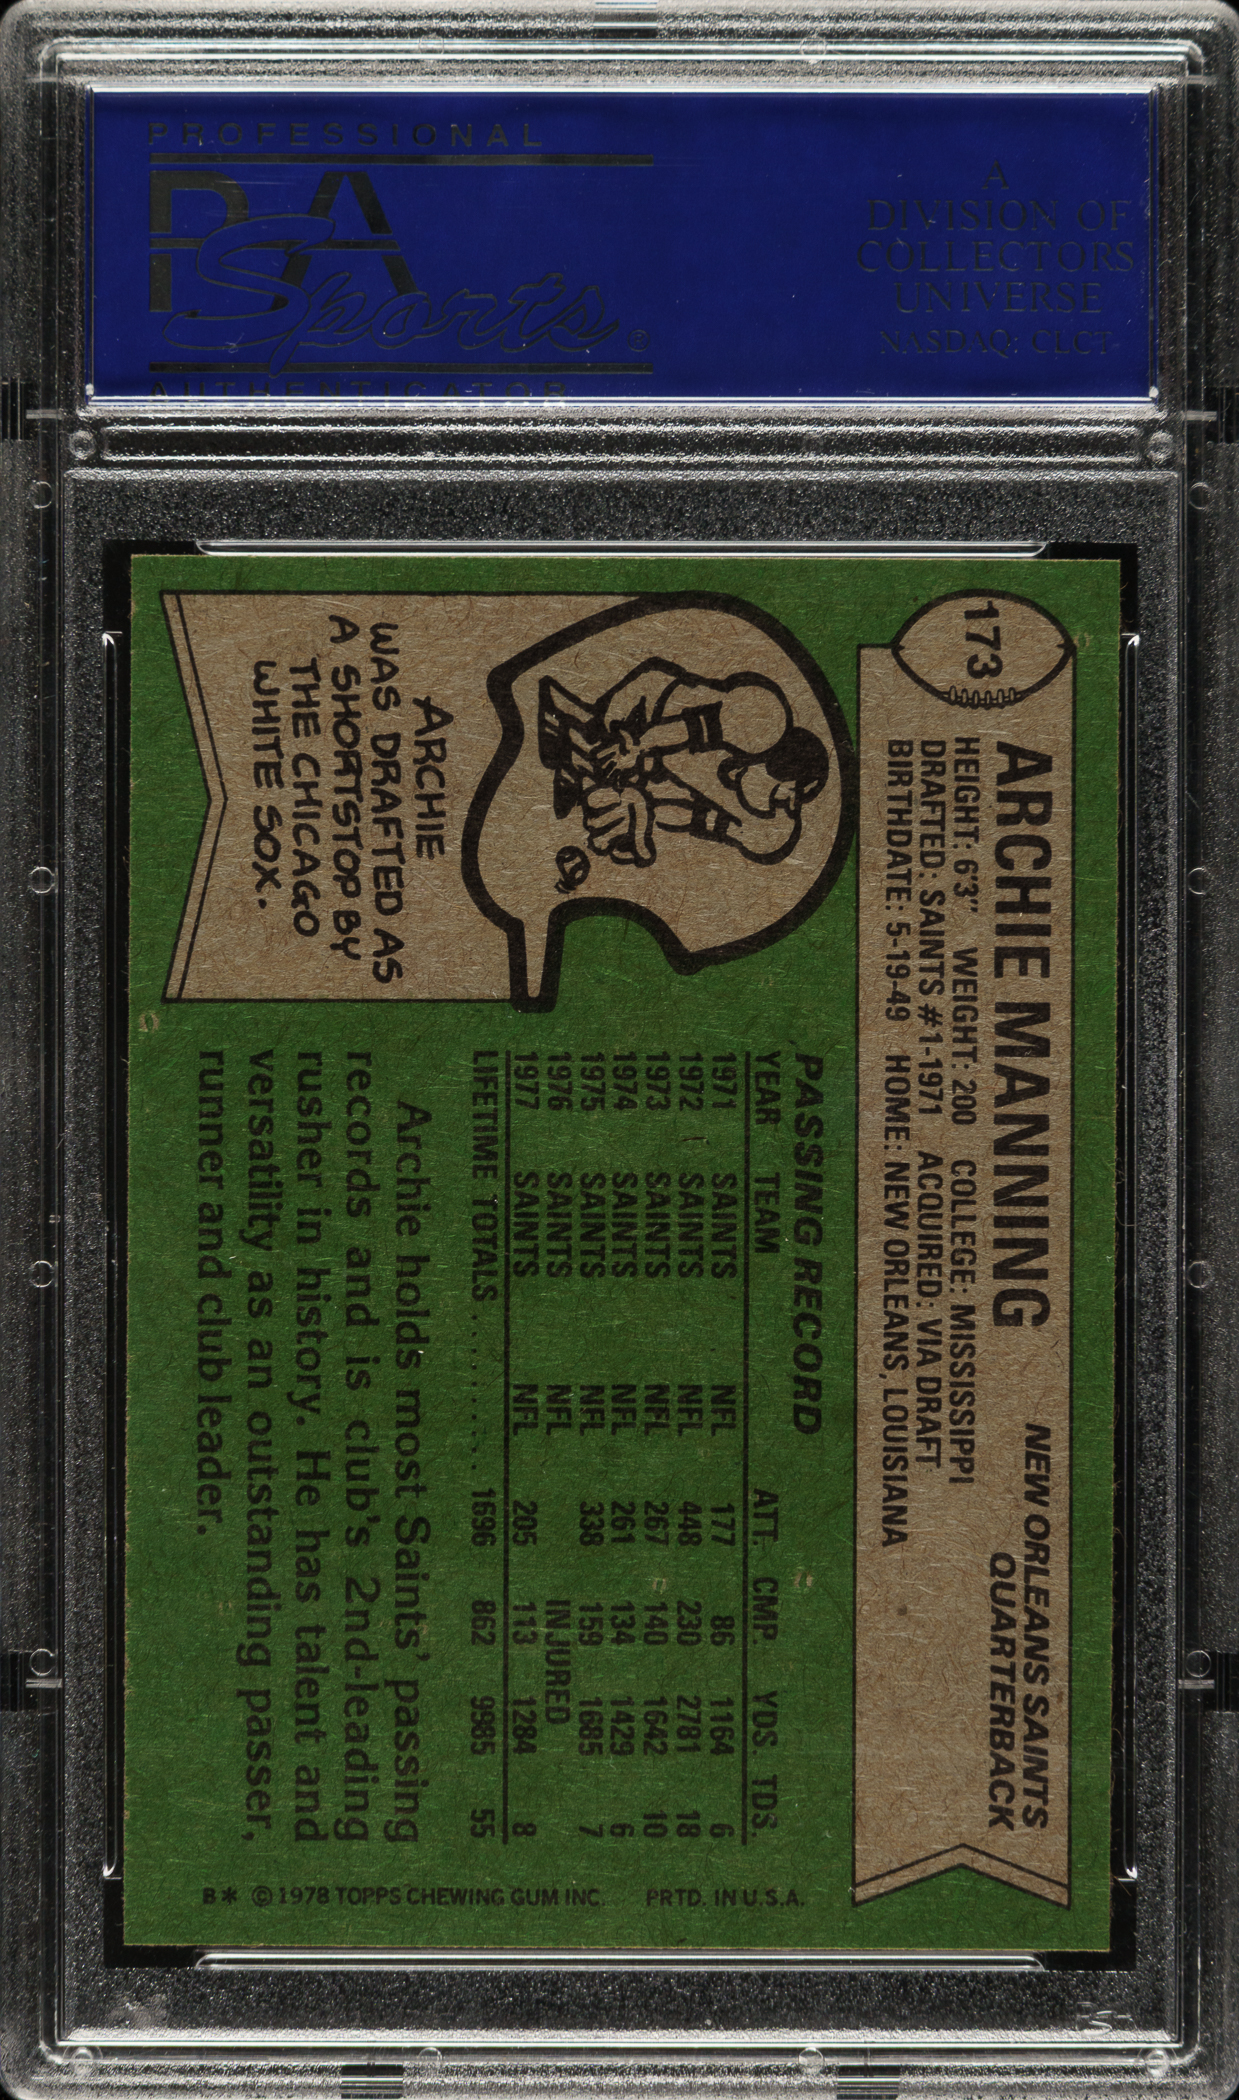 PROFESSIONAL
PSA
Sports®
AUTHENTICATOR
A
DIVISION OF
COLLECTORS
UNIVERSE
NASDAQ: CLCT
173
ARCHIE MANNING
NEW ORLEANS SAINTS
QUARTERBACK
HEIGHT: 6'3" WEIGHT: 200 COLLEGE: MISSISSIPPI
DRAFTED: SAINTS #1-1971 ACQUIRED: VIA DRAFT
BIRTHDATE: 5-19-49 HOME: NEW ORLEANS, LOUISIANA
ARCHIE
WAS DRAFTED AS
A SHORTSTOP BY
THE CHICAGO
WHITE SOX.
PASSING RECORD
YEAR TEAM ATT. CMP. YDS. TDS.
1971 SAINTS NFL 177 86 1164 6
1972 SAINTS NFL 448 230 2781 18
1973 SAINTS NFL 267 140 1642 10
1974 SAINTS NFL 261 134 1429 6
1975 SAINTS NFL 338 159 1685 7
1976 SAINTS NFL INJURED
1977 SAINTS NFL 205 113 1284 8
LIFETIME TOTALS .......... 1696 862 9985 55
Archie holds most Saints' passing
records and is club's 2nd-leading
rusher in history. He has talent and
versatility as an outstanding passer,
runner and club leader.
B* © 1978 TOPPS CHEWING GUM INC. PRTD. IN U.S.A.